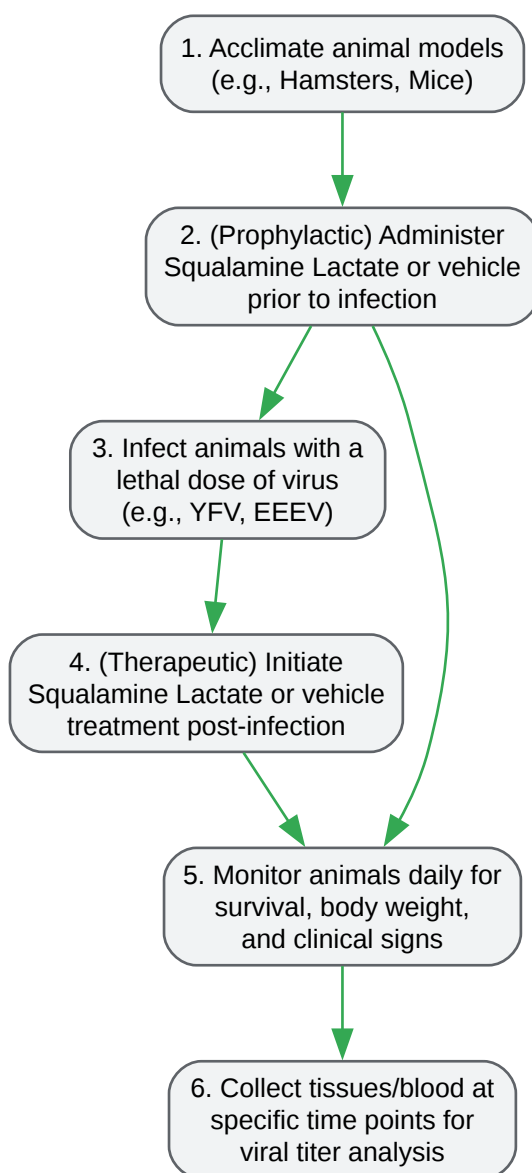 1. Acclimate animal models
(e.g., Hamsters, Mice)
2. (Prophylactic) Administer
Squalamine Lactate or vehicle
prior to infection
3. Infect animals with a
lethal dose of virus
(e.g., YFV, EEEV)
4. (Therapeutic) Initiate
Squalamine Lactate or vehicle
treatment post-infection
5. Monitor animals daily for
survival, body weight,
and clinical signs
6. Collect tissues/blood at
specific time points for
viral titer analysis